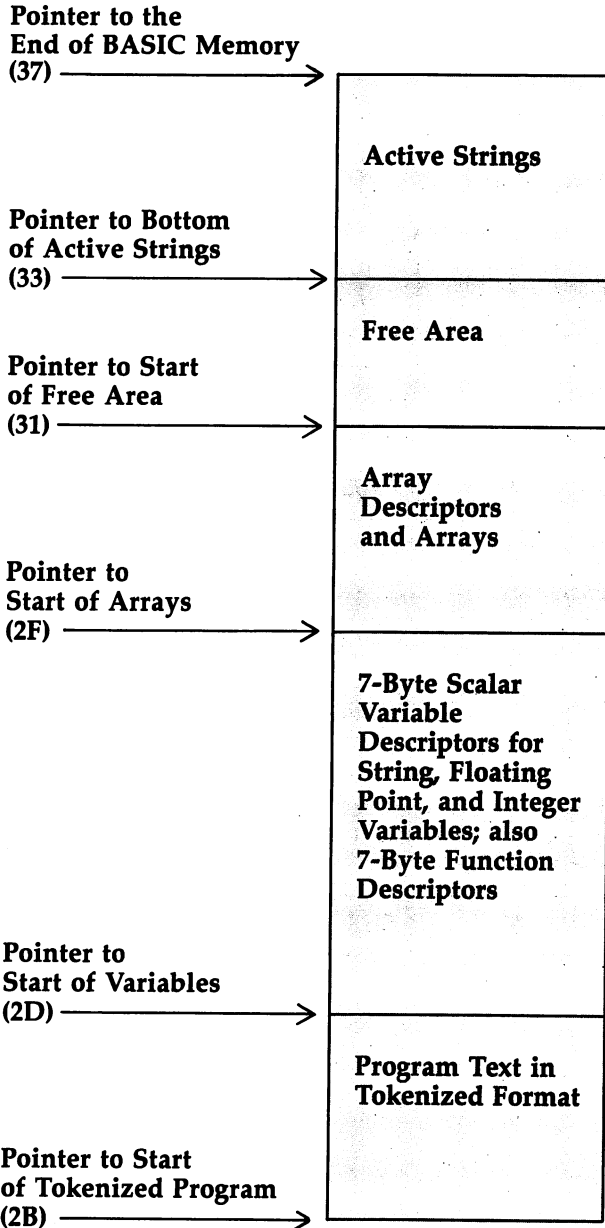 Pointer to the
End of BASIC Memory
(37)
Active Strings
Pointer to Bottom
of Active Strings
(33)
Free Area
Pointer to Start
of Free Area
(31)
Array
Descriptors
and Arrays
Pointer to
Start of Arrays
(2F)
7-Byte Scalar
Variable
Descriptors for
String, Floating
Point, and Integer
Variables; also
7-Byte Function
Descriptors
Pointer to
Start of Variables
(2D)
Program Text in
Tokenized Format
Pointer to Start
of Tokenized Program
(2B)